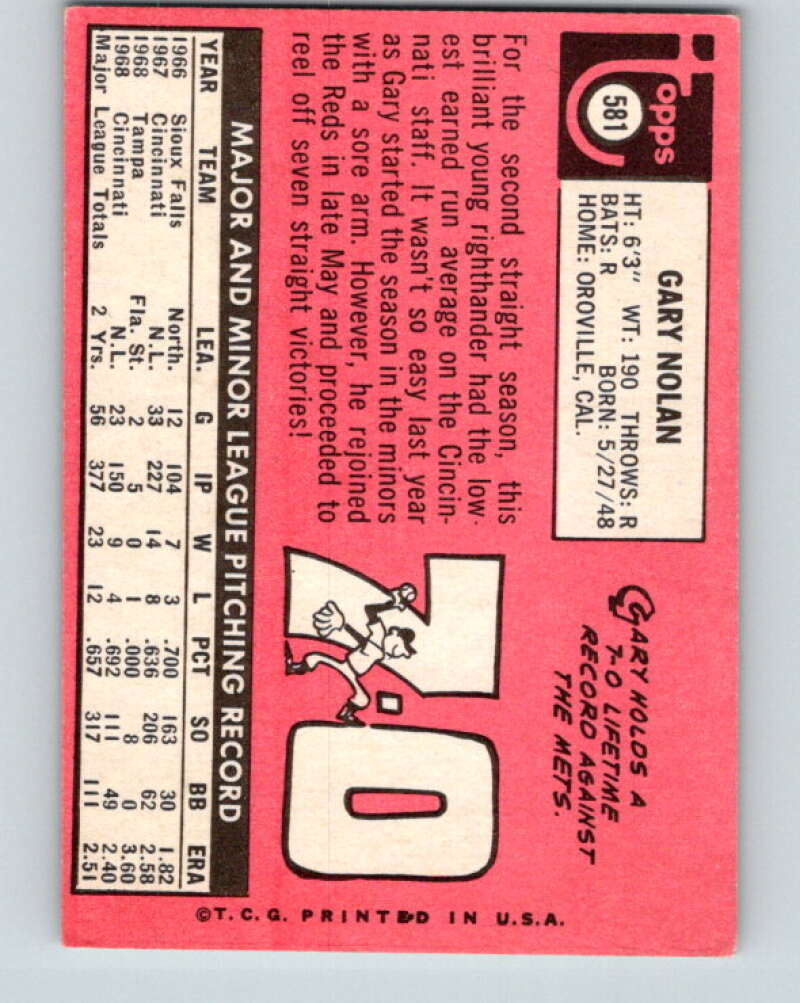 Topps
581
GARY NOLAN
HT: 6'3" WT: 190 THROWS: R
BATS: R BORN: 5/27/48
HOME: OROVILLE, CAL.
For the second straight season, this
brilliant young righthander had the low-
est earned run average on the Cincin-
nati staff. It wasn't so easy last year
as Gary started the season in the minors
with a sore arm. However, he rejoined
the Reds in late May and proceeded to
reel off seven straight victories!
GARY HOLDS A
7-0 LIFETIME
RECORD AGAINST
THE METS.
7-0
MAJOR AND MINOR LEAGUE PITCHING RECORD
YEAR TEAM LEA. G IP W L PCT SO BB ERA
1966 Sioux Falls North. 12 104 7 3 .700 163 30 1.82
1967 Cincinnati N.L. 33 227 14 8 .636 206 62 2.58
1968 Tampa Fla. St. 2 5 0 1 .000 8 0 3.60
1968 Cincinnati N.L. 23 150 9 4 .692 111 49 2.40
Major League Totals 2 Yrs. 56 377 23 12 .657 317 111 2.51
©T.C.G. PRINTED IN U.S.A.